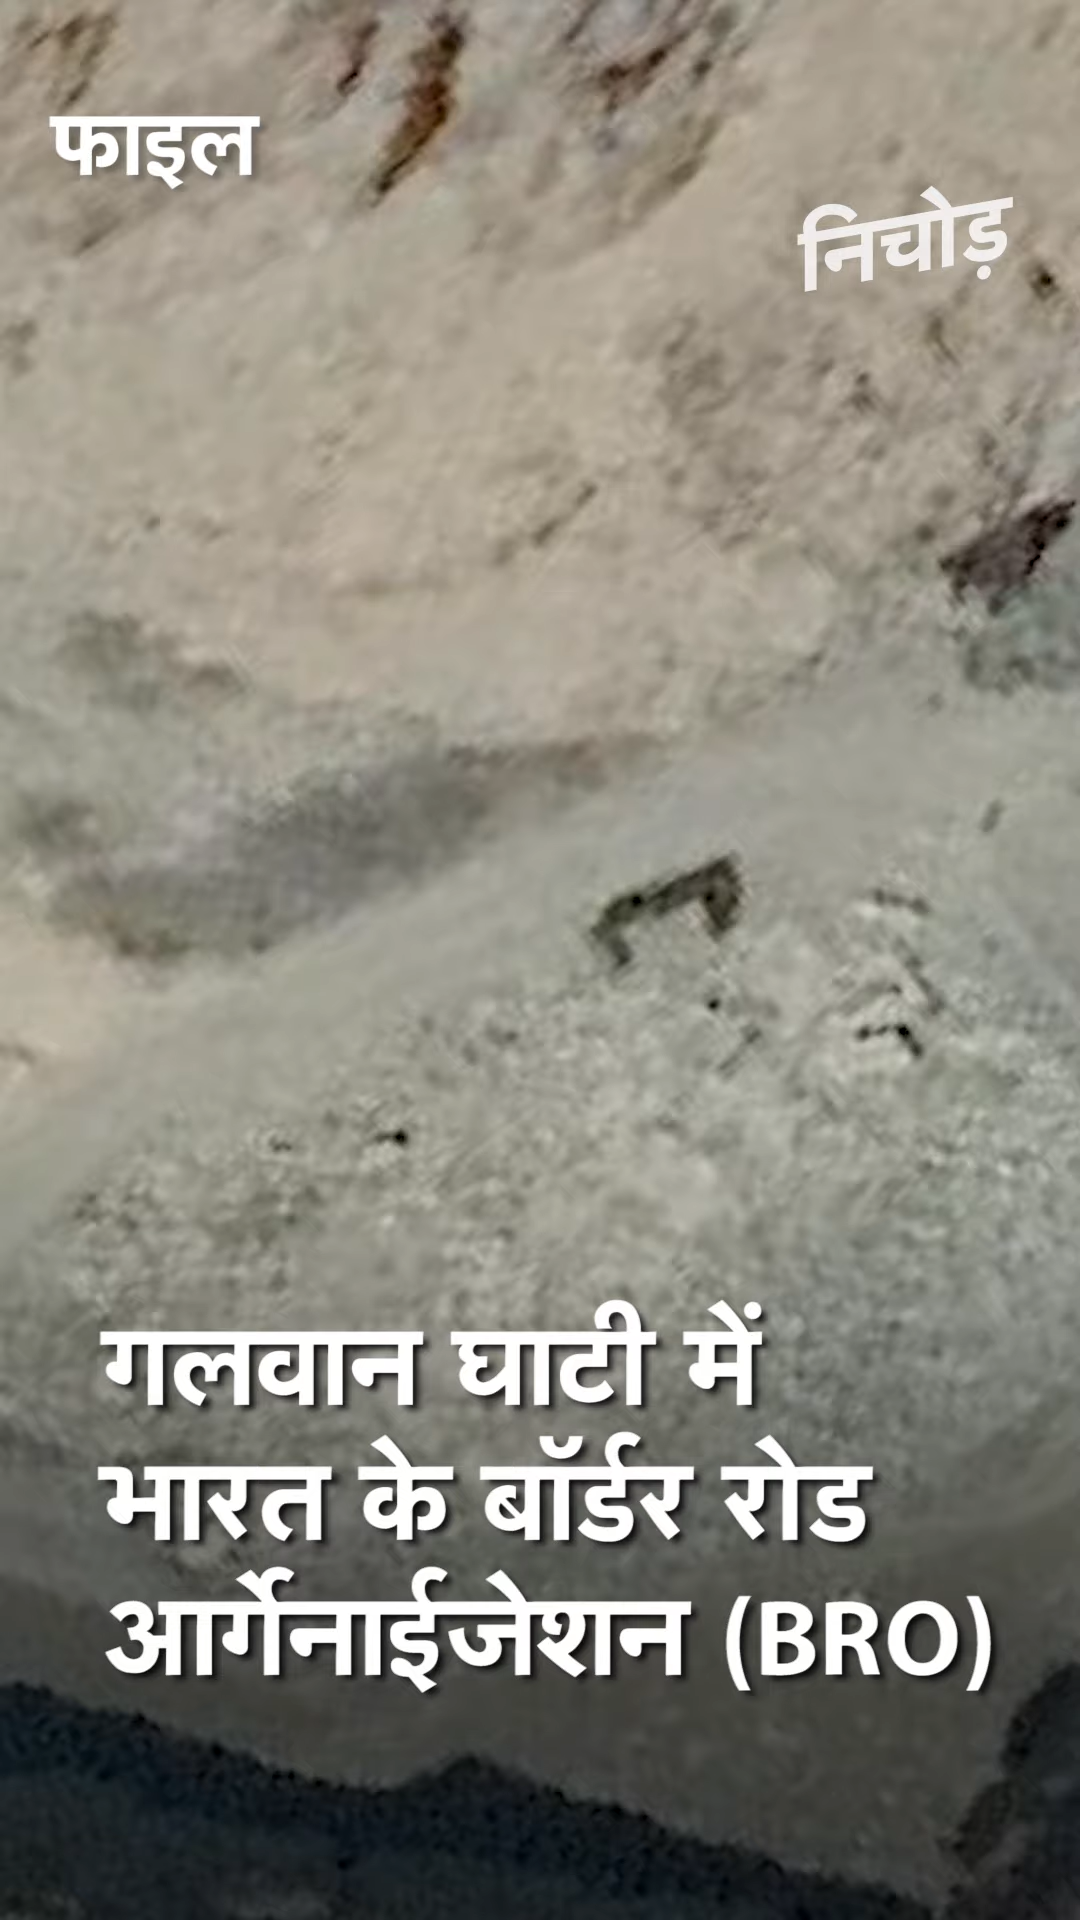 फाइल
निचोड़
गलवान घाटी में
भारत के बॉर्डर रोड
आर्गेनाईजेशन (BRO)